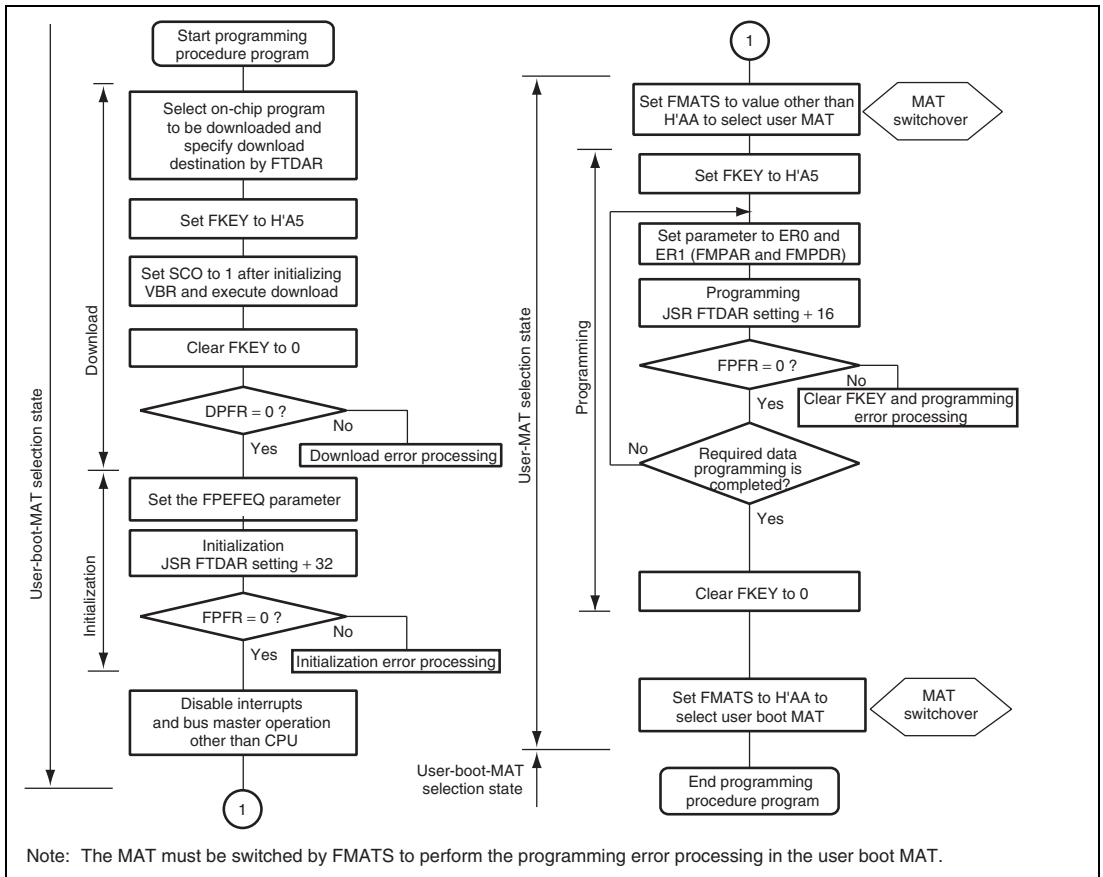 Start programming
procedure program
Select on-chip program
to be downloaded and
specify download
destination by FTDAR
Set FKEY to H'A5
Set SCO to 1 after initializing
VBR and execute download
Clear FKEY to 0
DPFR = 0 ?
No
Yes
Download error processing
Set the FPEFEQ parameter
Initialization
JSR FTDAR setting + 32
FPFR = 0 ?
No
Yes
Initialization error processing
Disable interrupts
and bus master operation
other than CPU
1
Download
Initialization
User-boot-MAT selection state
1
Set FMATS to value other than
H'AA to select user MAT
MAT
switchover
Set FKEY to H'A5
Set parameter to ER0 and
ER1 (FMPAR and FMPDR)
Programming
JSR FTDAR setting + 16
FPFR = 0 ?
No
Yes
Clear FKEY and programming
error processing
No
Required data
programming is
completed?
Yes
Clear FKEY to 0
Set FMATS to H'AA to
select user boot MAT
MAT
switchover
End programming
procedure program
Programming
User-MAT selection state
User-boot-MAT
selection state
Note: The MAT must be switched by FMATS to perform the programming error processing in the user boot MAT.